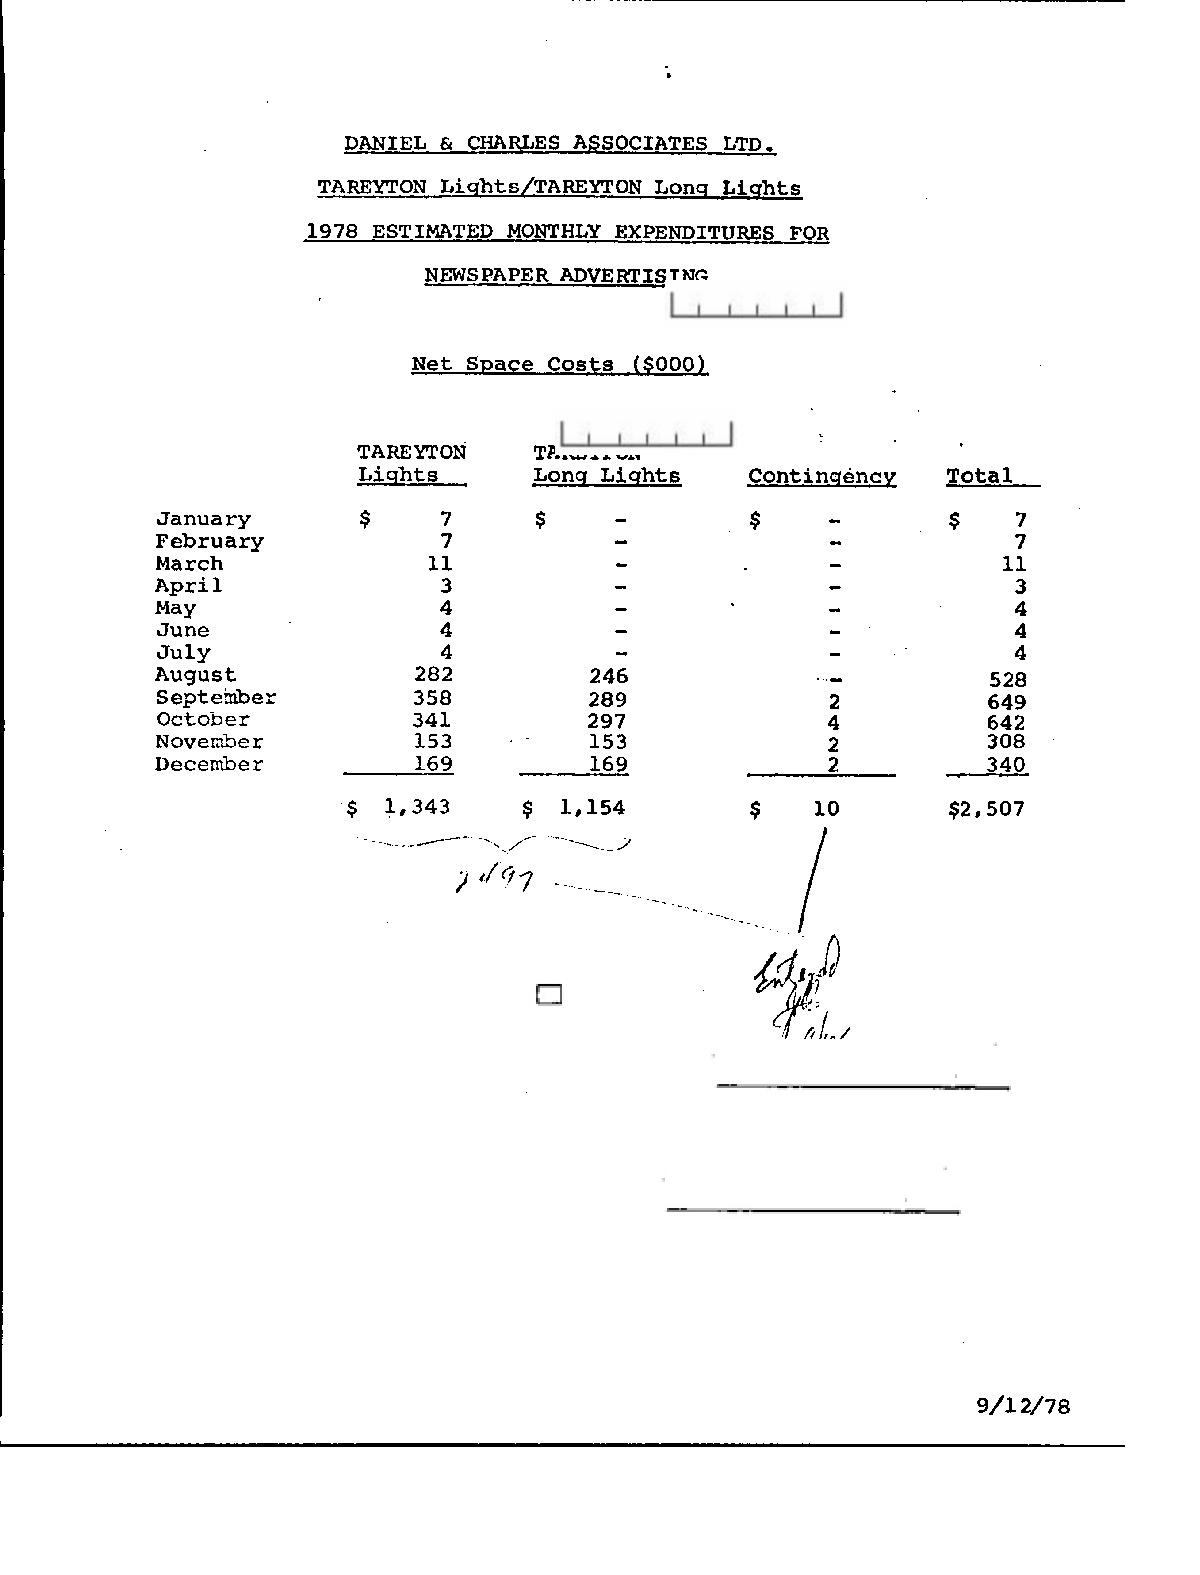 DANIEL & CHARLES ASSOCIATES LTD.
TAREYTON Lights/TAREYTON Long Lights
1978 ESTIMATED MONTHLY EXPENDITURES FOR
NEWSPAPER ADVERTISING
Net Space Costs ($000)
TAREYTON
Lights Long Lights Contingency Total
January $ 7 $ - $ - $ 7
February 7 - - 7
March 11 - - 11
April 3 - - 3
May 4 - - 4
June 4 - - 4
July 4 - - 4
August 282 246 - 528
September 358 289 2 649
October 341 297 4 642
November 153 153 2 308
December 169 169 2 340
$ 1,343 $ 1,154 $ 10 $2,507
2497
Entered
9/12/78